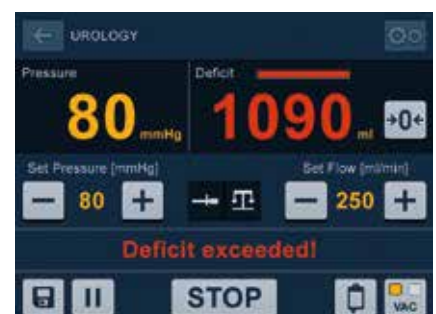 UROLOGY
Pressure Deficit
80 mmHg 1090 ml →0←
Set Pressure [mmHg] Set Flow [ml/min]
80 250
Deficit exceeded!
STOP VAC